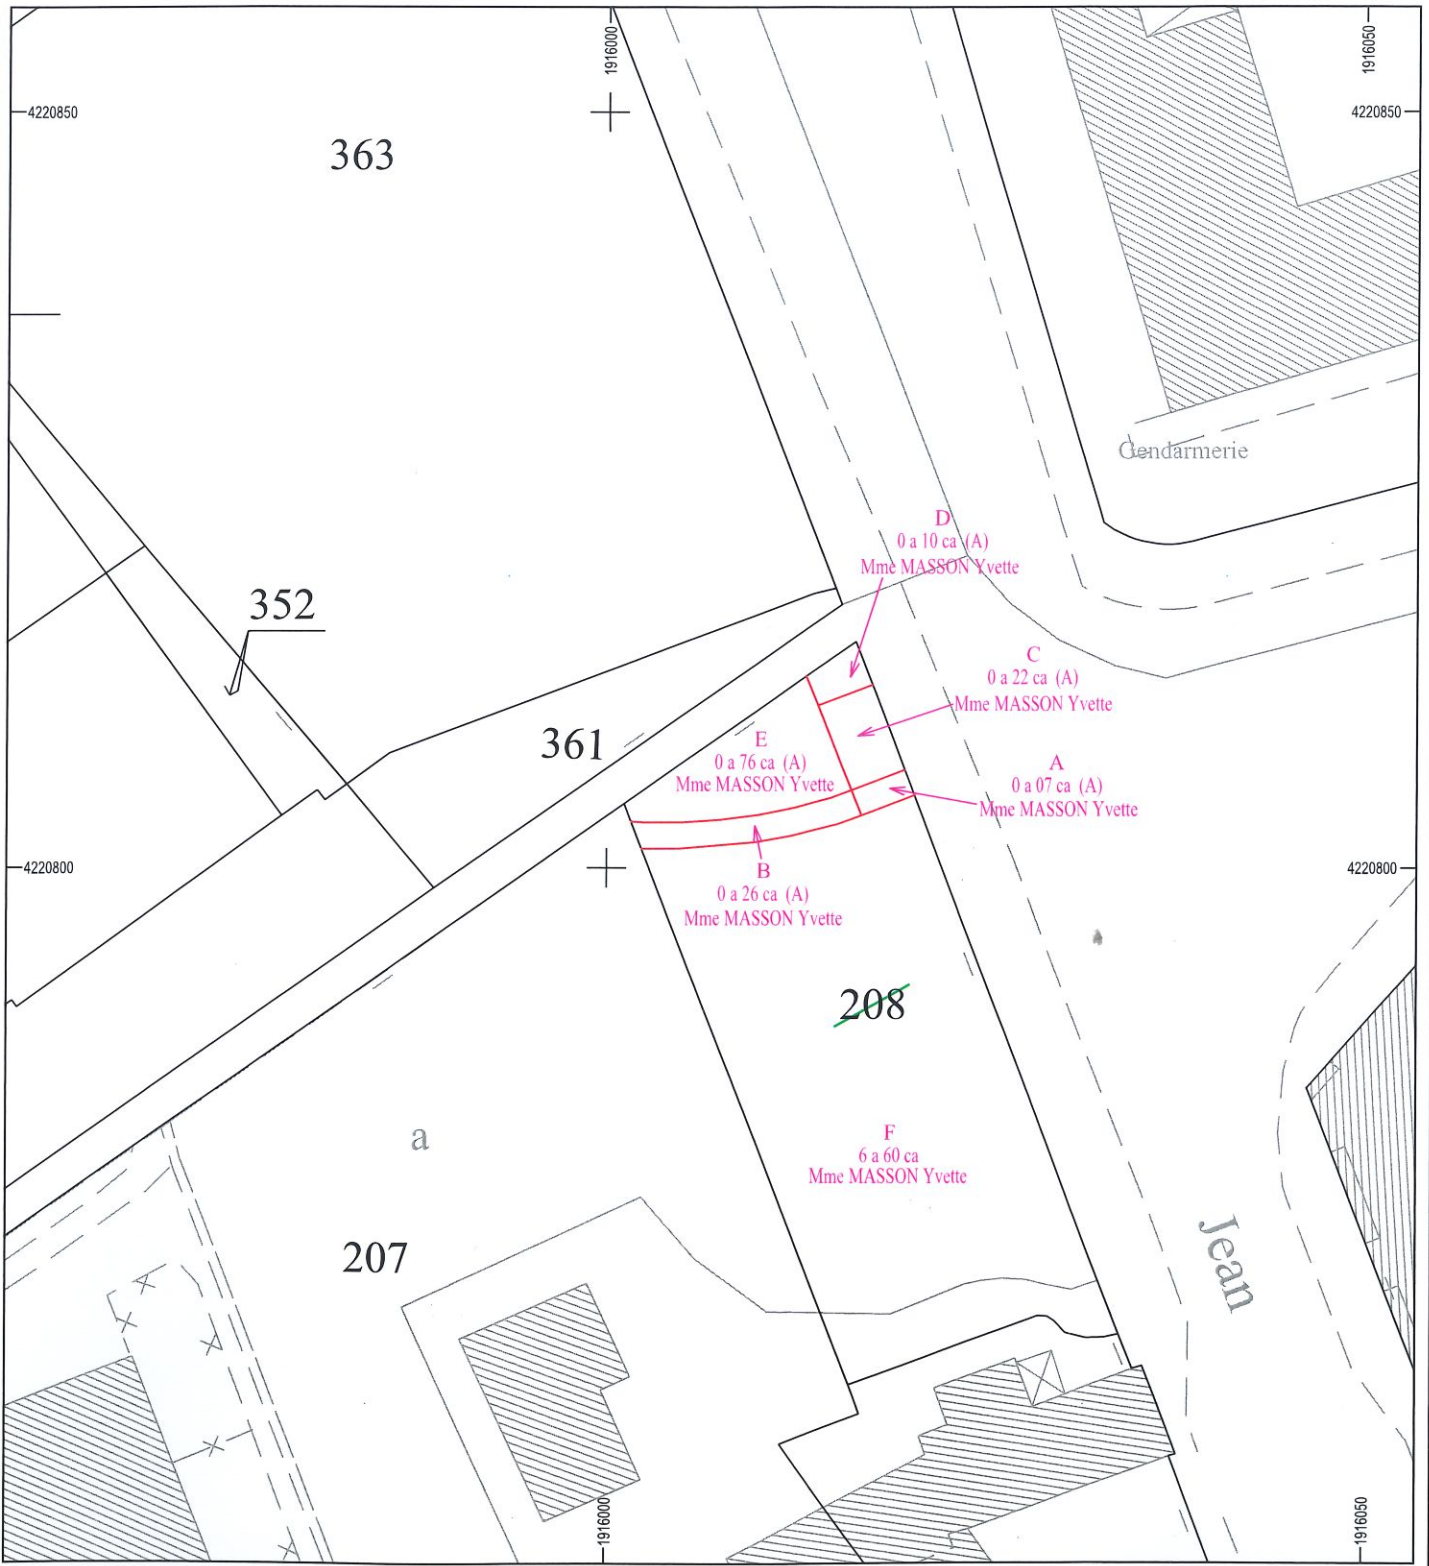 1916000
1916050
4220850
4220850
363
Gendarmerie
D
0 a 10 ca (A)
Mme MASSON Yvette
352
C
0 a 22 ca (A)
Mme MASSON Yvette
361
E
0 a 76 ca (A)
Mme MASSON Yvette
A
0 a 07 ca (A)
Mme MASSON Yvette
4220800
4220800
B
0 a 26 ca (A)
Mme MASSON Yvette
208
a
F
6 a 60 ca
Mme MASSON Yvette
207
Jean
1916000
1916050